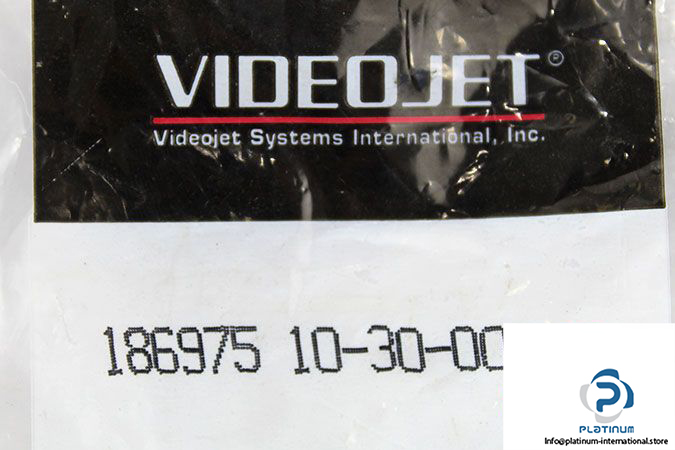 VIDEOJET®
Videojet Systems International, Inc.
186975 10-30-00
PLATINUM
Info@platinum-international.store